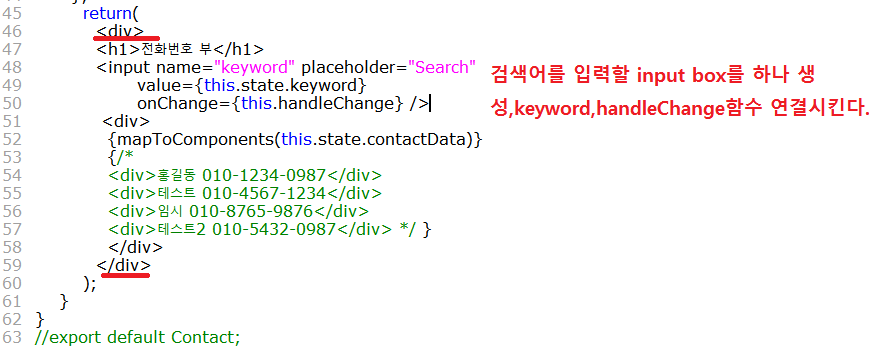 45 return(
46 <div>
47 <h1>전화번호 부</h1>
48 <input name="keyword" placeholder="Search"
49 value={this.state.keyword}
50 onChange={this.handleChange} />
51 <div>
52 {mapToComponents(this.state.contactData)}
53 {/*
54 <div>홍길동 010-1234-0987</div>
55 <div>테스트 010-4567-1234</div>
56 <div>임시 010-8765-9876</div>
57 <div>테스트2 010-5432-0987</div> */ }
58 </div>
59 </div>
60 );
61 }
62 }
63 //export default Contact;
검색어를 입력할 input box를 하나 생
성,keyword,handleChange함수 연결시킨다.